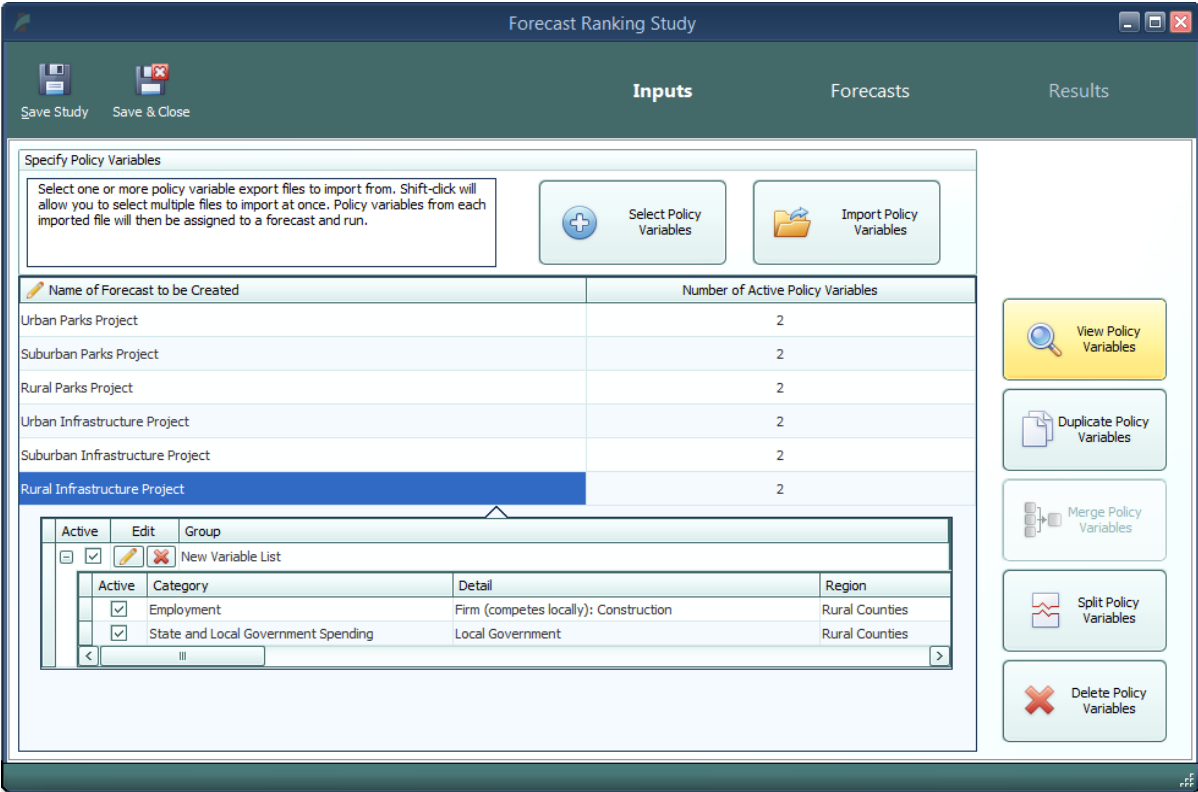 Forecast Ranking Study
Save Study
Save & Close
Inputs
Forecasts
Results
Specify Policy Variables
Select one or more policy variable export files to import from. Shift-click will
allow you to select multiple files to import at once. Policy variables from each
imported file will then be assigned to a forecast and run.
Select Policy
Variables
Import Policy
Variables
Name of Forecast to be Created
Number of Active Policy Variables
Urban Parks Project
2
Suburban Parks Project
2
Rural Parks Project
2
Urban Infrastructure Project
2
Suburban Infrastructure Project
2
Rural Infrastructure Project
2
Active
Edit
Group
New Variable List
Active
Category
Detail
Region
Employment
Firm (competes locally): Construction
Rural Counties
State and Local Government Spending
Local Government
Rural Counties
View Policy
Variables
Duplicate Policy
Variables
Merge Policy
Variables
Split Policy
Variables
Delete Policy
Variables